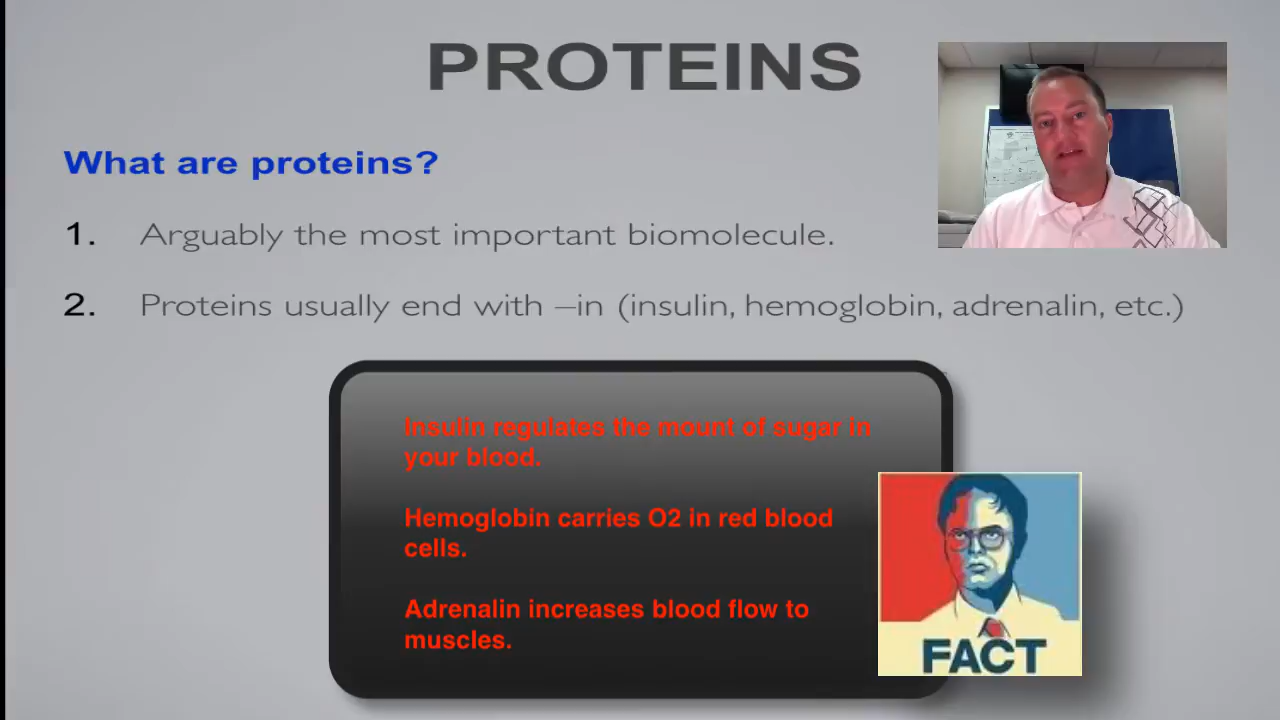 PROTEINS
What are proteins?
1. Arguably the most important biomolecule.
2. Proteins usually end with –in (insulin, hemoglobin, adrenalin, etc.)
Insulin regulates the mount of sugar in
your blood.
Hemoglobin carries O2 in red blood
cells.
Adrenalin increases blood flow to
muscles.
FACT